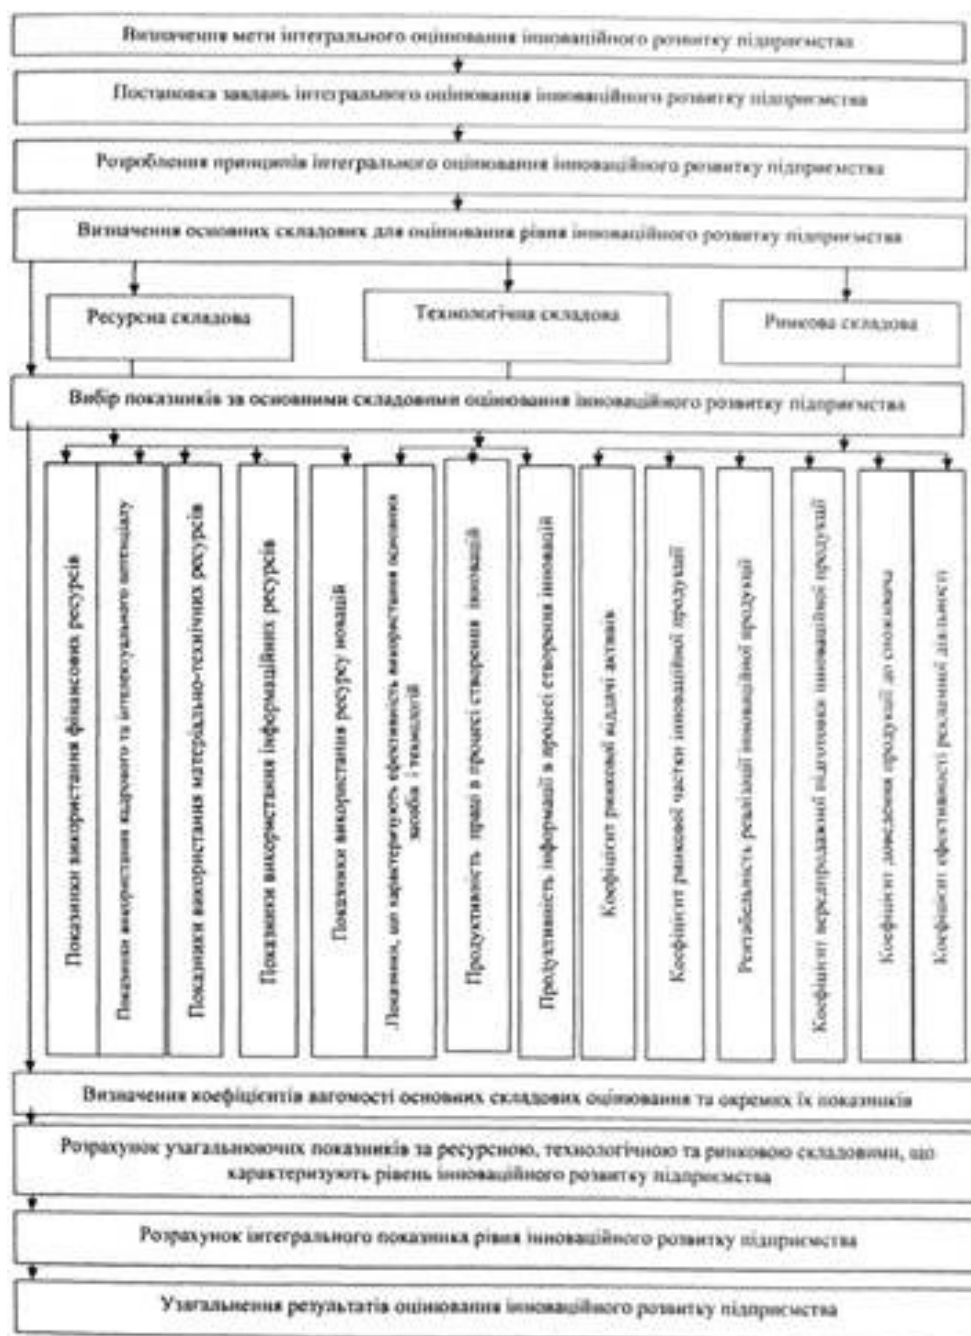 Визначення мети інтегрального оцінювання інноваційного розвитку підприємства
Постановка завдань інтегрального оцінювання інноваційного розвитку підприємства
Розроблення принципів інтегрального оцінювання інноваційного розвитку підприємства
Визначення основних складових для оцінювання рівня інноваційного розвитку підприємства
Ресурсна складова
Технологічна складова
Ринкова складова
Вибір показників за основними складовими оцінювання інноваційного розвитку підприємства
Показники використання фінансових ресурсів
Показники використання кадрового та інтелектуального потенціалу
Показники використання матеріально-технічних ресурсів
Показники використання інформаційних ресурсів
Показники використання ресурсу новацій
Показники, що характеризують ефективність використання основних
засобів і технологій
Продуктивність праці в процесі створення інновацій
Продуктивність інформації в процесі створення інновацій
Коефіцієнт ринкової віддачі активів
Коефіцієнт ринкової частки інноваційної продукції
Рентабельність реалізації інноваційної продукції
Коефіцієнт передпродажної підготовки інноваційної продукції
Коефіцієнт доведення продукції до споживача
Коефіцієнт ефективності рекламної діяльності
Визначення коефіцієнтів вагомості основних складових оцінювання та окремих їх показників
Розрахунок узагальнюючих показників за ресурсною, технологічною та ринковою складовими, що
характеризують рівень інноваційного розвитку підприємства
Розрахунок інтегрального показника рівня інноваційного розвитку підприємства
Узагальнення результатів оцінювання інноваційного розвитку підприємства